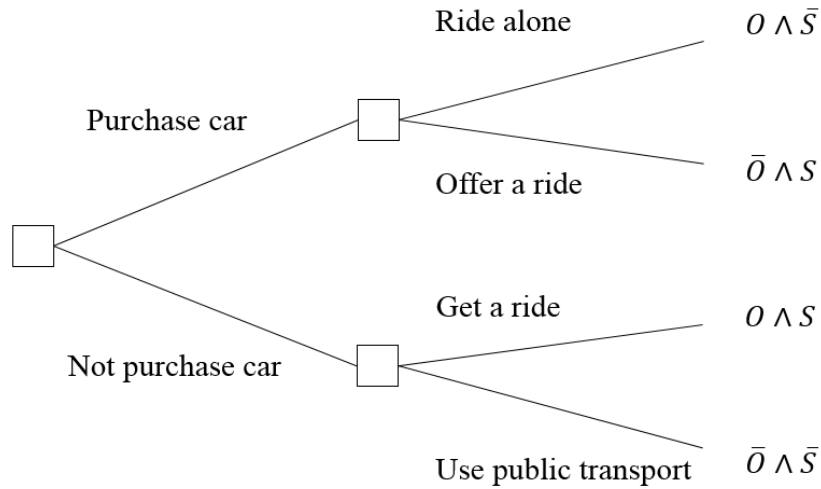 Ride alone
O ∧ S̄
Purchase car
Offer a ride
Ō ∧ S
Get a ride
O ∧ S
Not purchase car
Use public transport
Ō ∧ S̄